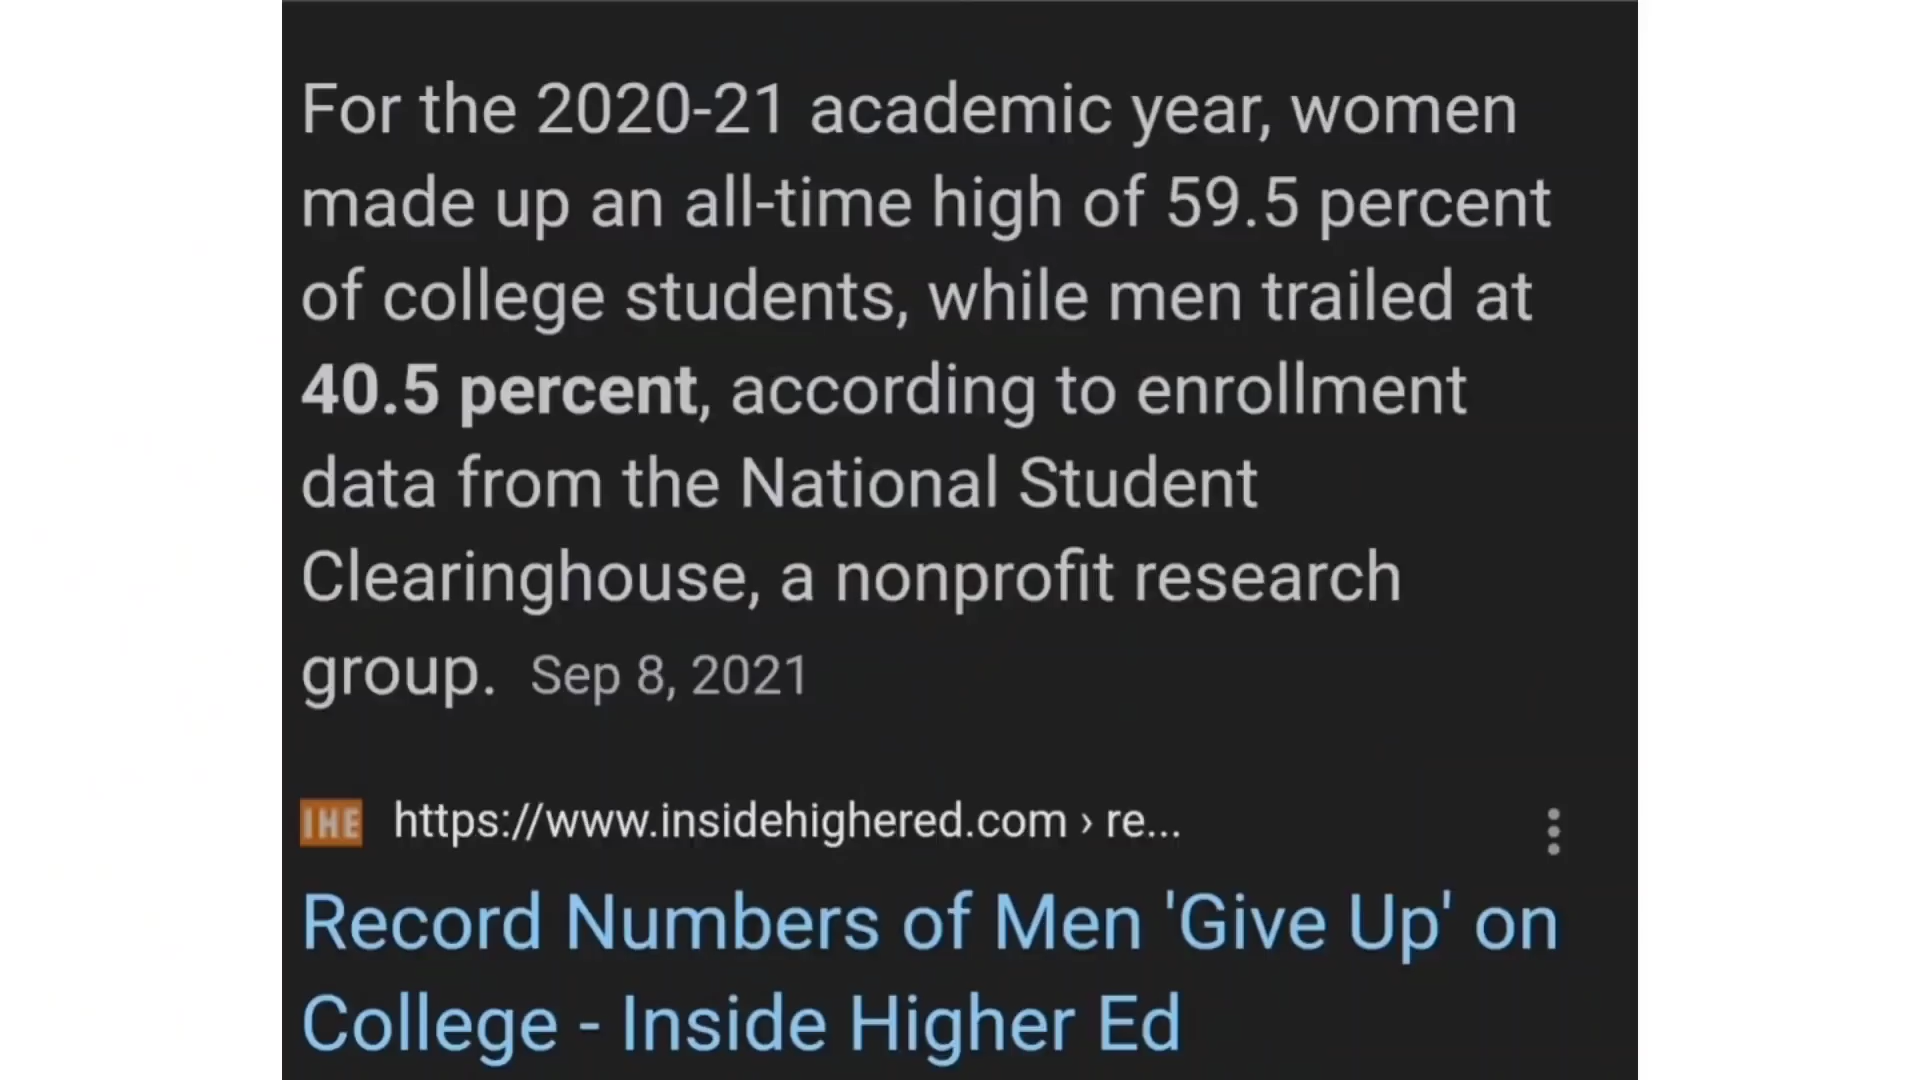 For the 2020-21 academic year, women
made up an all-time high of 59.5 percent
of college students, while men trailed at
40.5 percent, according to enrollment
data from the National Student
Clearinghouse, a nonprofit research
group. Sep 8, 2021
IHE https://www.insidehighered.com › re...
Record Numbers of Men 'Give Up' on
College - Inside Higher Ed